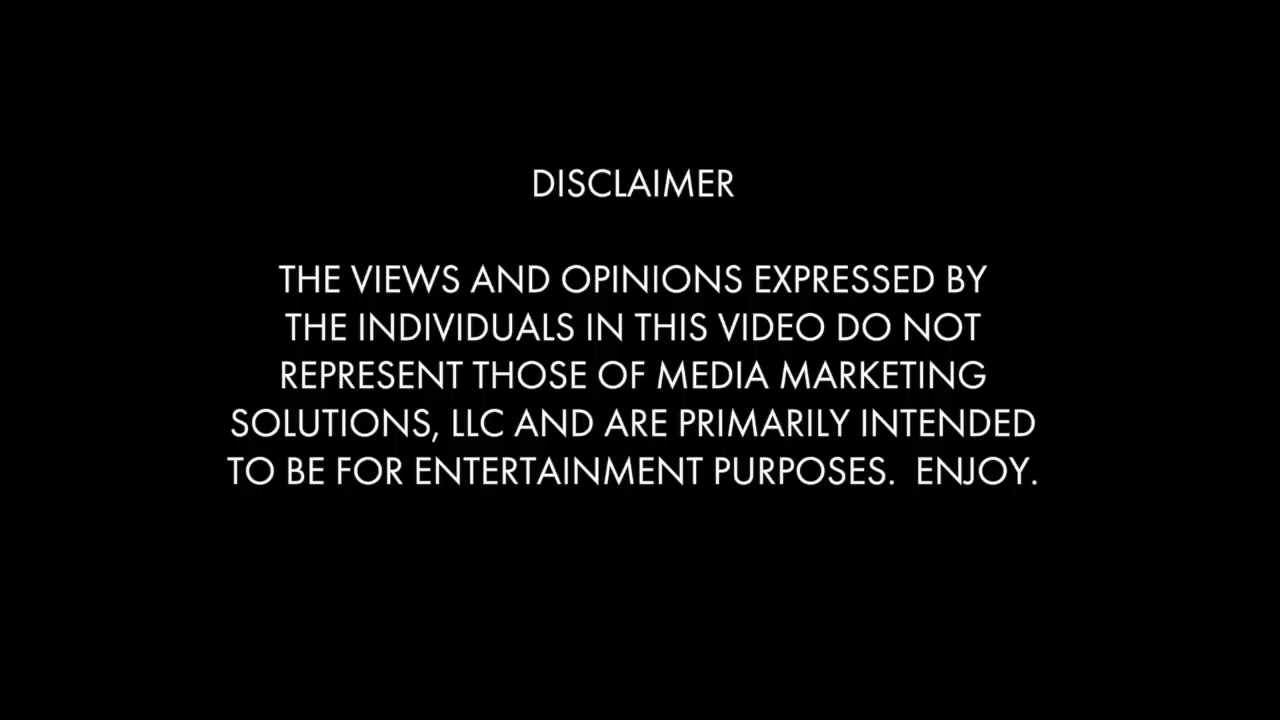 DISCLAIMER
THE VIEWS AND OPINIONS EXPRESSED BY
THE INDIVIDUALS IN THIS VIDEO DO NOT
REPRESENT THOSE OF MEDIA MARKETING
SOLUTIONS, LLC AND ARE PRIMARILY INTENDED
TO BE FOR ENTERTAINMENT PURPOSES.  ENJOY.